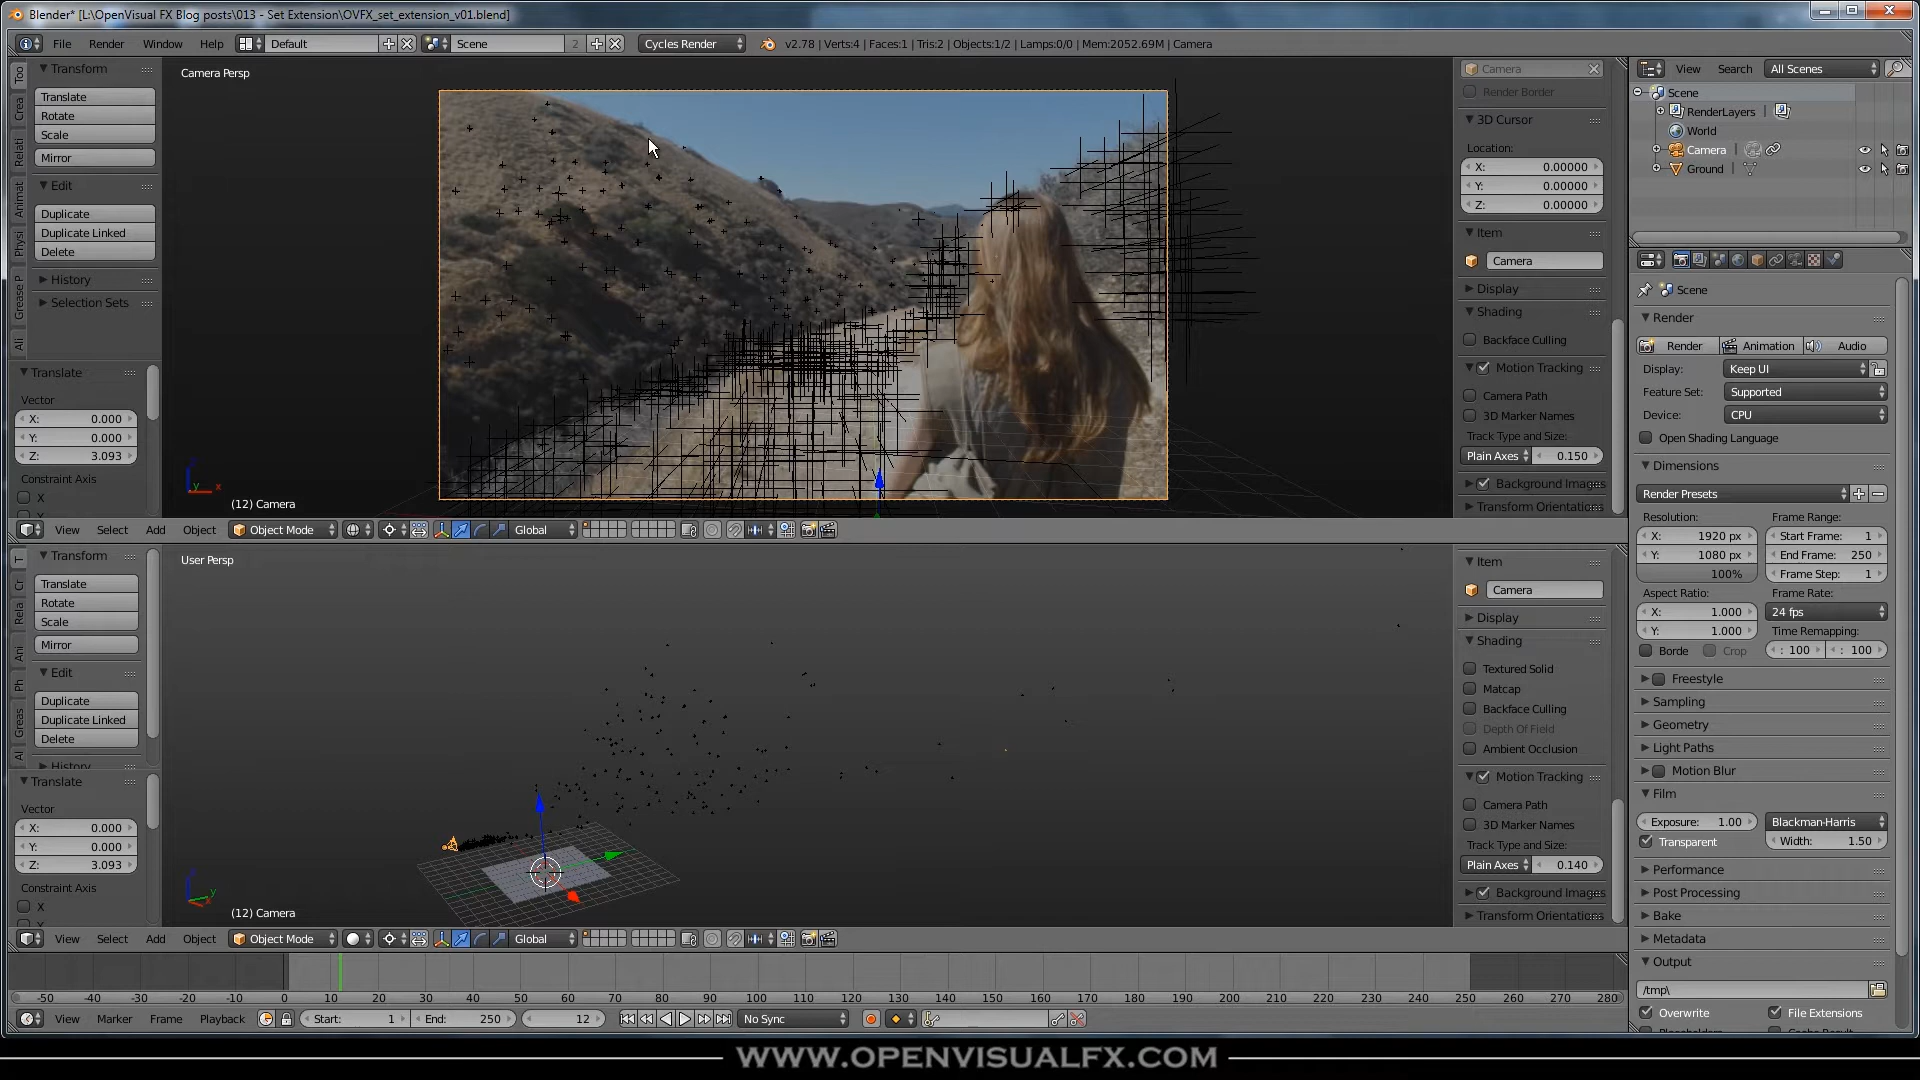 Blender* [L:\OpenVisual FX Blog posts\013 - Set Extension\OVFX_set_extension_v01.blend]
File Render Window Help Default Scene 2 Cycles Render v2.78 | Verts:4 | Faces:1 | Tris:2 | Objects:1/2 | Lamps:0/0 | Mem:2052.69M | Camera
Too
Crea
Relati
Animat
Physi
Grease P
Ali
Transform
Translate
Rotate
Scale
Mirror
Edit
Duplicate
Duplicate Linked
Delete
History
Selection Sets
Translate
Vector
X: 0.000
Y: 0.000
Z: 3.093
Constraint Axis
X
Camera Persp
(12) Camera
Camera
Render Border
3D Cursor
Location:
X: 0.00000
Y: 0.00000
Z: 0.00000
Item
Camera
Display
Shading
Backface Culling
Motion Tracking
Camera Path
3D Marker Names
Track Type and Size:
Plain Axes 0.150
Background Images
Transform Orientations
View Select Add Object Object Mode Global
T
Cr
Rela
Ani
Ph
Greas
Al
Transform
Translate
Rotate
Scale
Mirror
Edit
Duplicate
Duplicate Linked
Delete
History
Translate
Vector
X: 0.000
Y: 0.000
Z: 3.093
Constraint Axis
X
User Persp
(12) Camera
Item
Camera
Display
Shading
Textured Solid
Matcap
Backface Culling
Depth Of Field
Ambient Occlusion
Motion Tracking
Camera Path
3D Marker Names
Track Type and Size:
Plain Axes 0.140
Background Images
Transform Orientations
View Select Add Object Object Mode Global
-50 -40 -30 -20 -10 0 10 20 30 40 50 60 70 80 90 100 110 120 130 140 150 160 170 180 190 200 210 220 230 240 250 260 270 280
View Marker Frame Playback Start: 1 End: 250 12 No Sync
View Search All Scenes
Scene
RenderLayers
World
Camera
Ground
Scene
Render
Render Animation Audio
Display: Keep UI
Feature Set: Supported
Device: CPU
Open Shading Language
Dimensions
Render Presets
Resolution: Frame Range:
X: 1920 px Start Frame: 1
Y: 1080 px End Frame: 250
100% Frame Step: 1
Aspect Ratio: Frame Rate:
X: 1.000 24 fps
Y: 1.000 Time Remapping:
Borde Crop : 100 : 100
Freestyle
Sampling
Geometry
Light Paths
Motion Blur
Film
Exposure: 1.00 Blackman-Harris
Transparent Width: 1.50
Performance
Post Processing
Bake
Metadata
Output
/tmp\
Overwrite File Extensions
WWW.OPENVISUALFX.COM